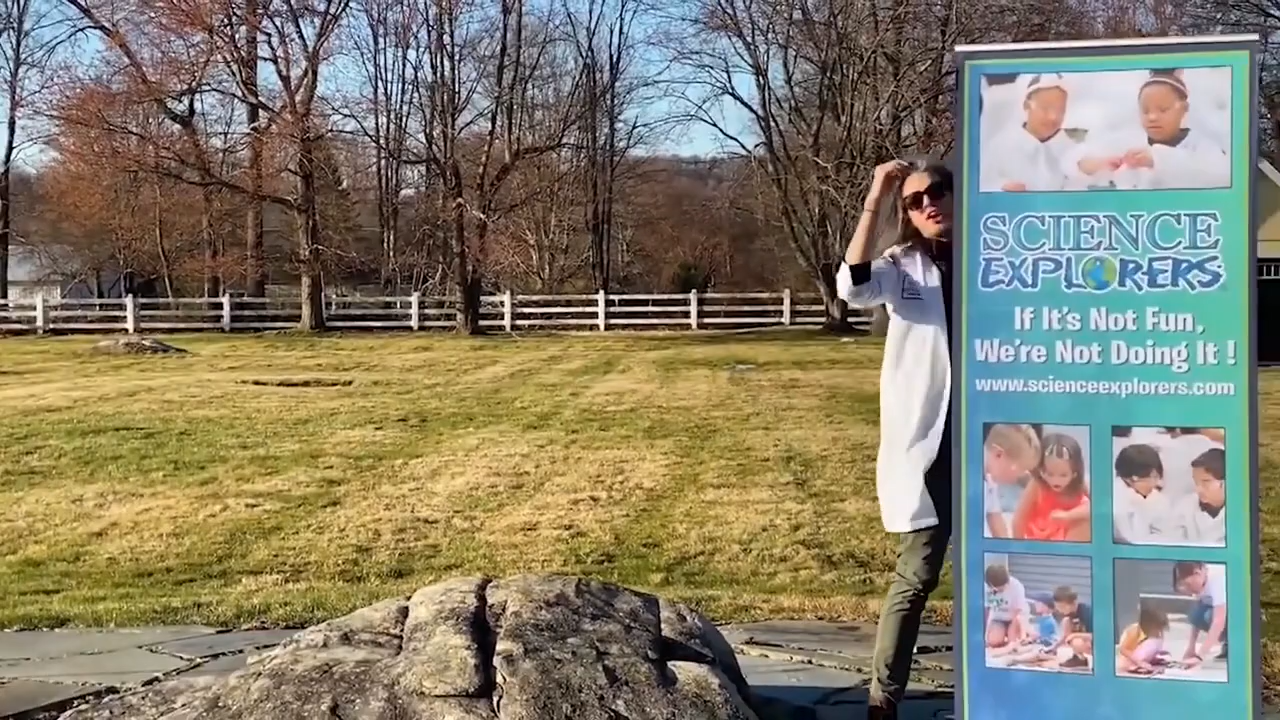 SCIENCE
EXPLORERS
If It's Not Fun,
We're Not Doing It !
www.scienceexplorers.com